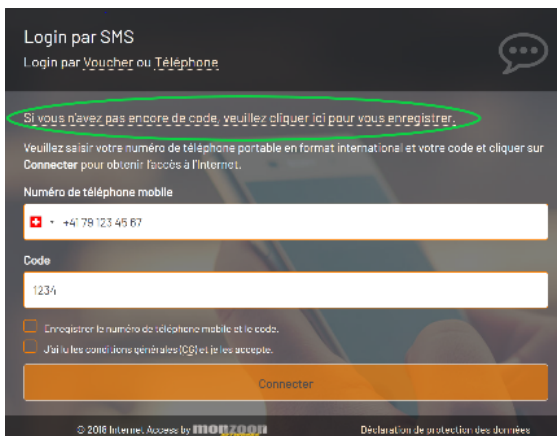 Login par SMS
Login par Voucher ou Téléphone
Si vous n'avez pas encore de code, veuillez cliquer ici pour vous enregistrer.
Veuillez saisir votre numéro de téléphone portable en format international et votre code et cliquer sur
Connecter pour obtenir l'accès à l'Internet.
Numéro de téléphone mobile
+41 79 123 45 67
Code
1234
Enregistrer le numéro de téléphone mobile et le code.
J'ai lu les conditions générales (CG) et je les accepte.
Connecter
© 2018 Internet Access by monzoon
Déclaration de protection des données